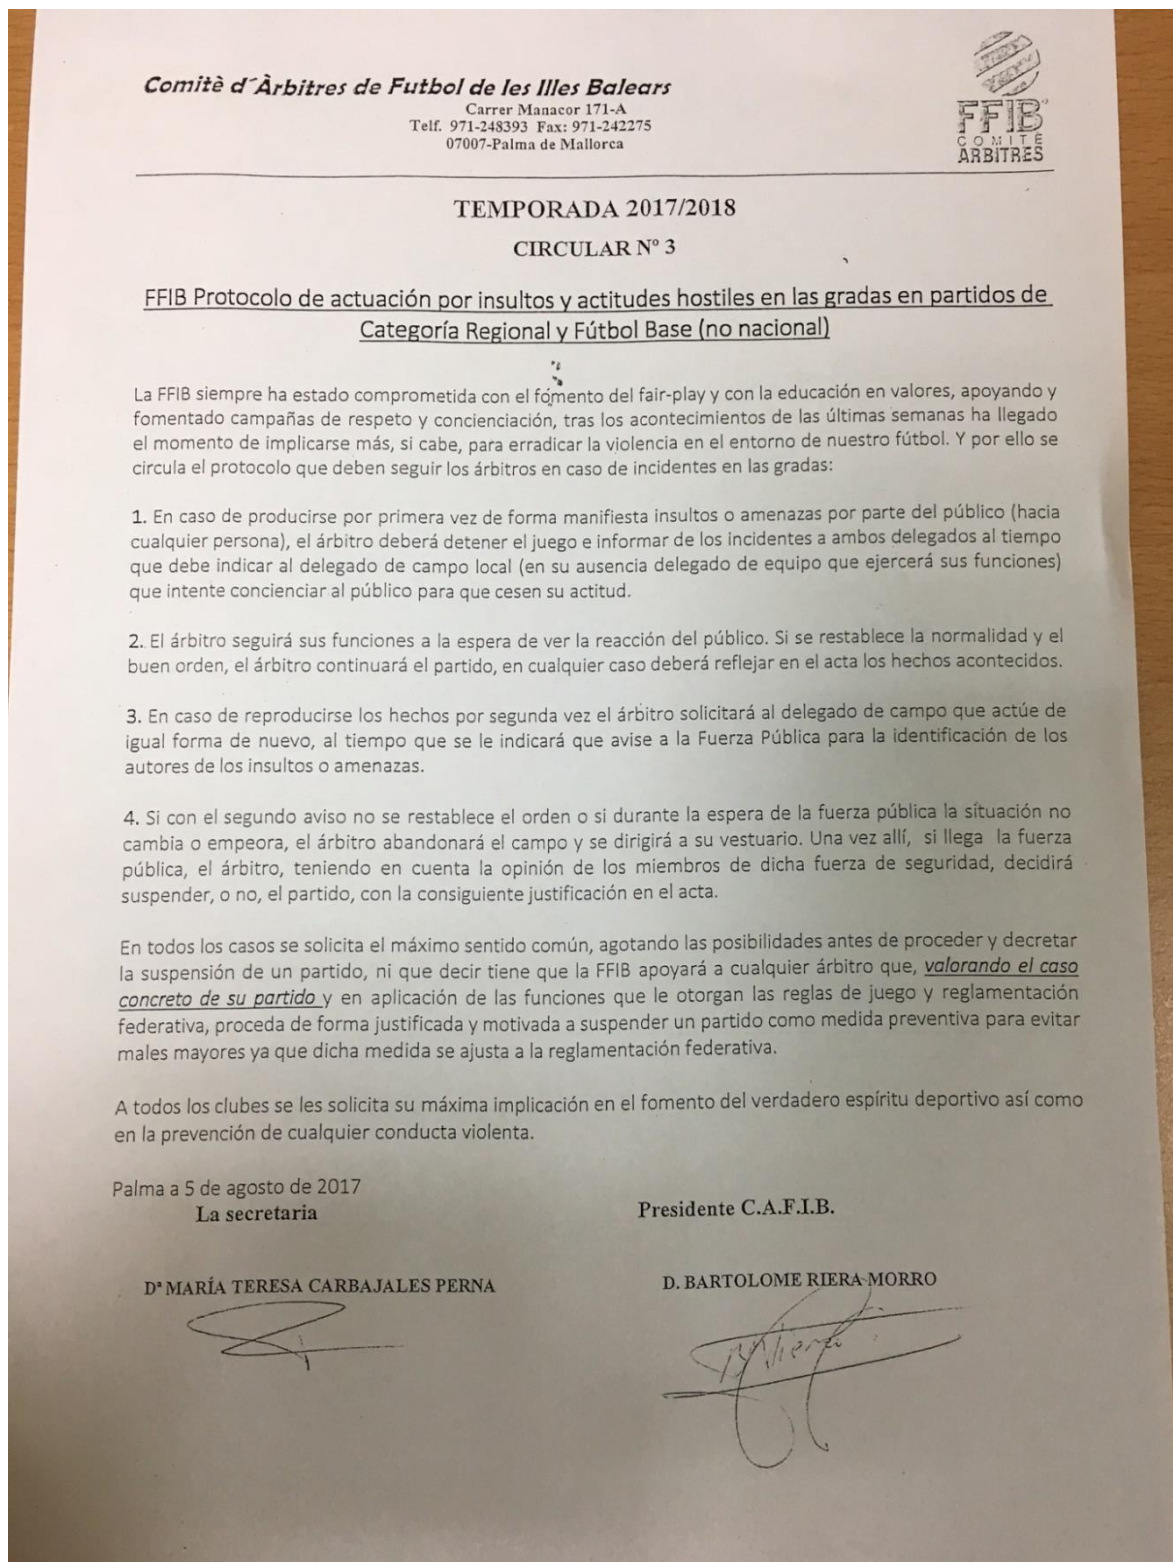 Comitè d´Àrbitres de Futbol de les Illes Balears
Carrer Manacor 171-A
Telf. 971-248393 Fax: 971-242275
07007-Palma de Mallorca
FFIB
COMITÉ
ÁRBITRES
TEMPORADA 2017/2018
CIRCULAR Nº 3
FFIB Protocolo de actuación por insultos y actitudes hostiles en las gradas en partidos de
Categoría Regional y Fútbol Base (no nacional)
La FFIB siempre ha estado comprometida con el fomento del fair-play y con la educación en valores, apoyando y
fomentado campañas de respeto y concienciación, tras los acontecimientos de las últimas semanas ha llegado
el momento de implicarse más, si cabe, para erradicar la violencia en el entorno de nuestro fútbol. Y por ello se
circula el protocolo que deben seguir los árbitros en caso de incidentes en las gradas:
1. En caso de producirse por primera vez de forma manifiesta insultos o amenazas por parte del público (hacia
cualquier persona), el árbitro deberá detener el juego e informar de los incidentes a ambos delegados al tiempo
que debe indicar al delegado de campo local (en su ausencia delegado de equipo que ejercerá sus funciones)
que intente concienciar al público para que cesen su actitud.
2. El árbitro seguirá sus funciones a la espera de ver la reacción del público. Si se restablece la normalidad y el
buen orden, el árbitro continuará el partido, en cualquier caso deberá reflejar en el acta los hechos acontecidos.
3. En caso de reproducirse los hechos por segunda vez el árbitro solicitará al delegado de campo que actúe de
igual forma de nuevo, al tiempo que se le indicará que avise a la Fuerza Pública para la identificación de los
autores de los insultos o amenazas.
4. Si con el segundo aviso no se restablece el orden o si durante la espera de la fuerza pública la situación no
cambia o empeora, el árbitro abandonará el campo y se dirigirá a su vestuario. Una vez allí, si llega la fuerza
pública, el árbitro, teniendo en cuenta la opinión de los miembros de dicha fuerza de seguridad, decidirá
suspender, o no, el partido, con la consiguiente justificación en el acta.
En todos los casos se solicita el máximo sentido común, agotando las posibilidades antes de proceder y decretar
la suspensión de un partido, ni que decir tiene que la FFIB apoyará a cualquier árbitro que, valorando el caso
concreto de su partido y en aplicación de las funciones que le otorgan las reglas de juego y reglamentación
federativa, proceda de forma justificada y motivada a suspender un partido como medida preventiva para evitar
males mayores ya que dicha medida se ajusta a la reglamentación federativa.
A todos los clubes se les solicita su máxima implicación en el fomento del verdadero espíritu deportivo así como
en la prevención de cualquier conducta violenta.
Palma a 5 de agosto de 2017
La secretaria
Presidente C.A.F.I.B.
Dª MARÍA TERESA CARBAJALES PERNA
D. BARTOLOME RIERA MORRO